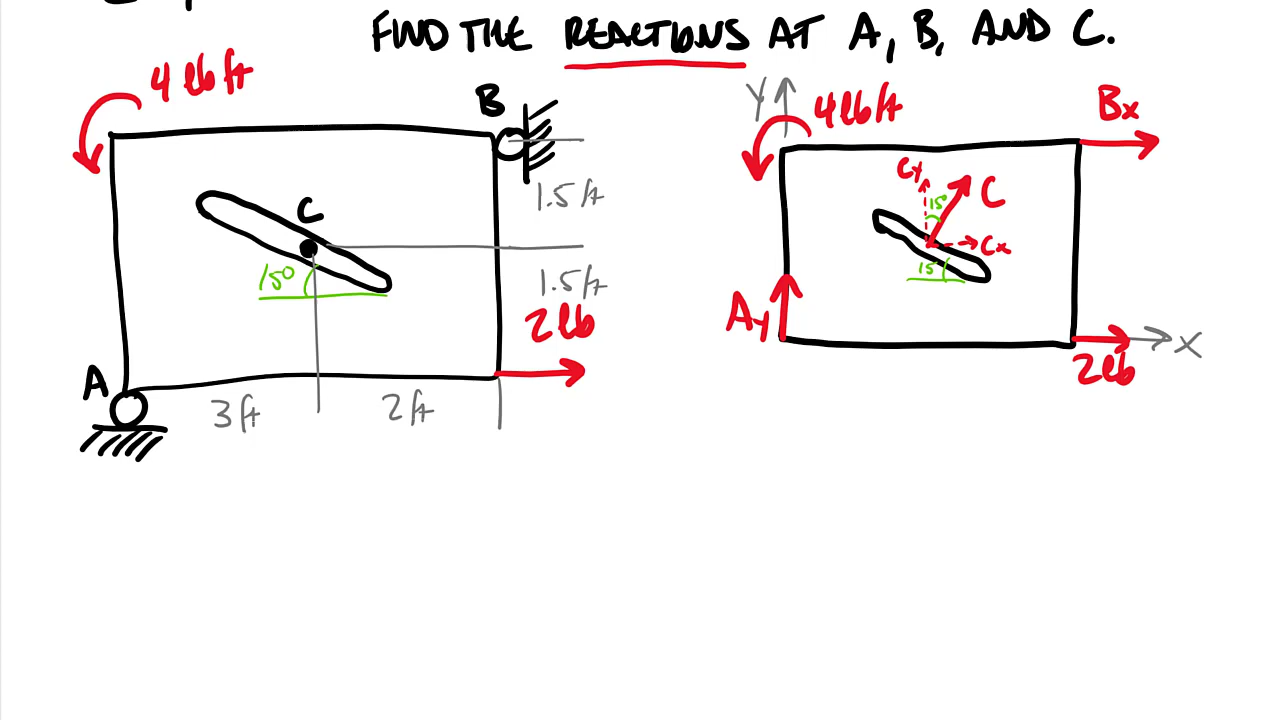 FIND THE REACTIONS AT A, B, AND C.
4 lb ft
B
1.5 ft
C
15°
1.5 ft
2 lb
A
3 ft
2 ft
Y
4 lb ft
Bx
Cy
15°
C
Cx
15
Ay
X
2 lb